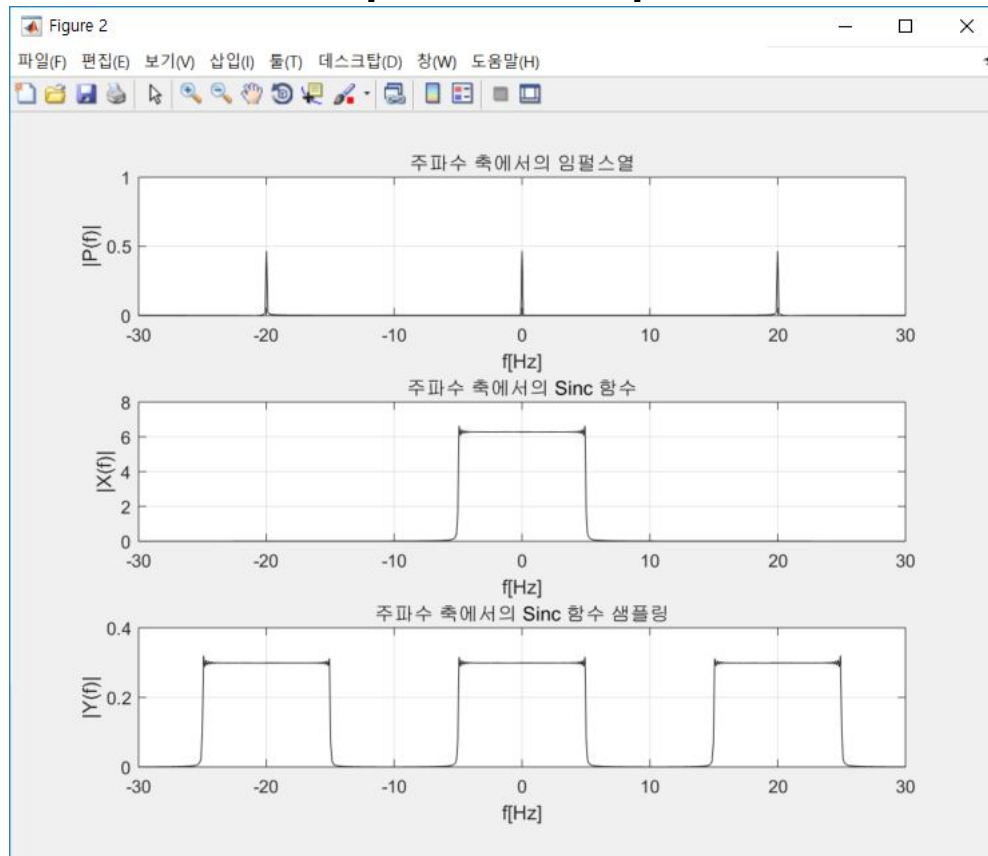 Figure 2
파일(F) 편집(E) 보기(V) 삽입(I) 툴(T) 데스크탑(D) 창(W) 도움말(H)
주파수 축에서의 임펄스열
1
0.5
0
|P(f)|
-30 -20 -10 0 10 20 30
f[Hz]
주파수 축에서의 Sinc 함수
8
6
4
2
0
|X(f)|
-30 -20 -10 0 10 20 30
f[Hz]
주파수 축에서의 Sinc 함수 샘플링
0.4
0.2
0
|Y(f)|
-30 -20 -10 0 10 20 30
f[Hz]